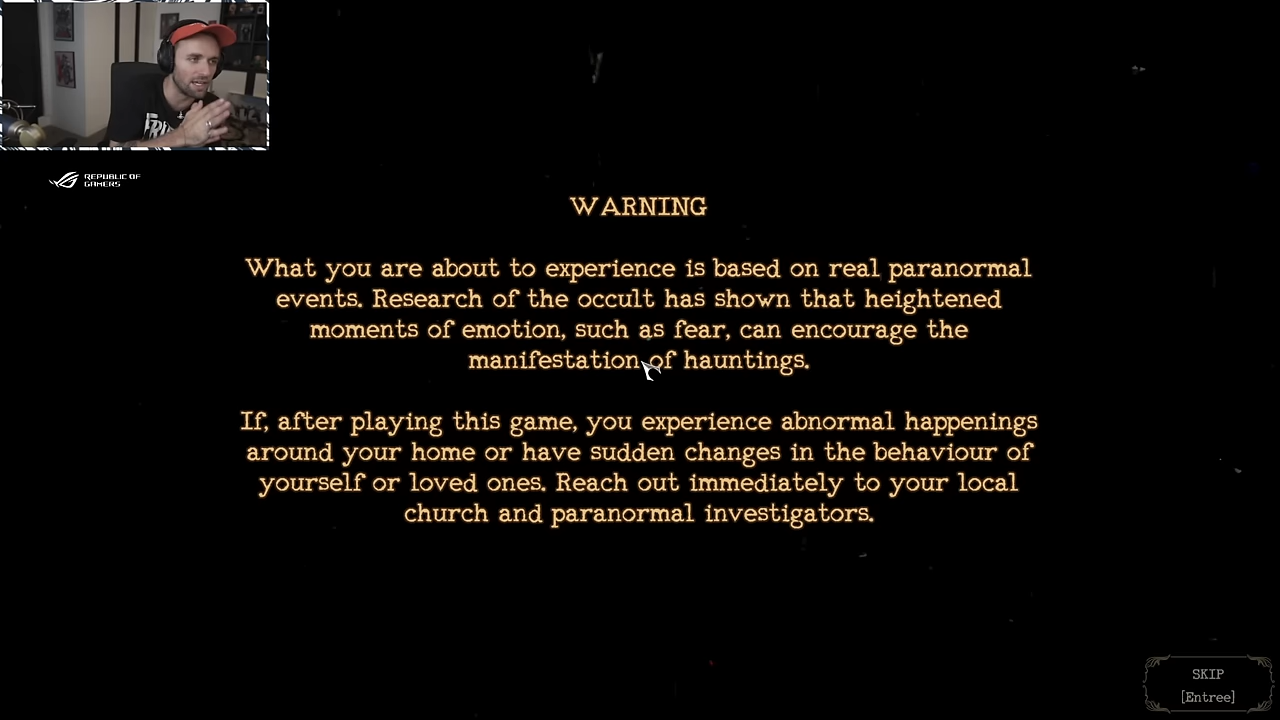 REPUBLIC OF
GAMERS
WARNING
What you are about to experience is based on real paranormal
events. Research of the occult has shown that heightened
moments of emotion, such as fear, can encourage the
manifestation of hauntings.
If, after playing this game, you experience abnormal happenings
around your home or have sudden changes in the behaviour of
yourself or loved ones. Reach out immediately to your local
church and paranormal investigators.
SKIP
[Entree]